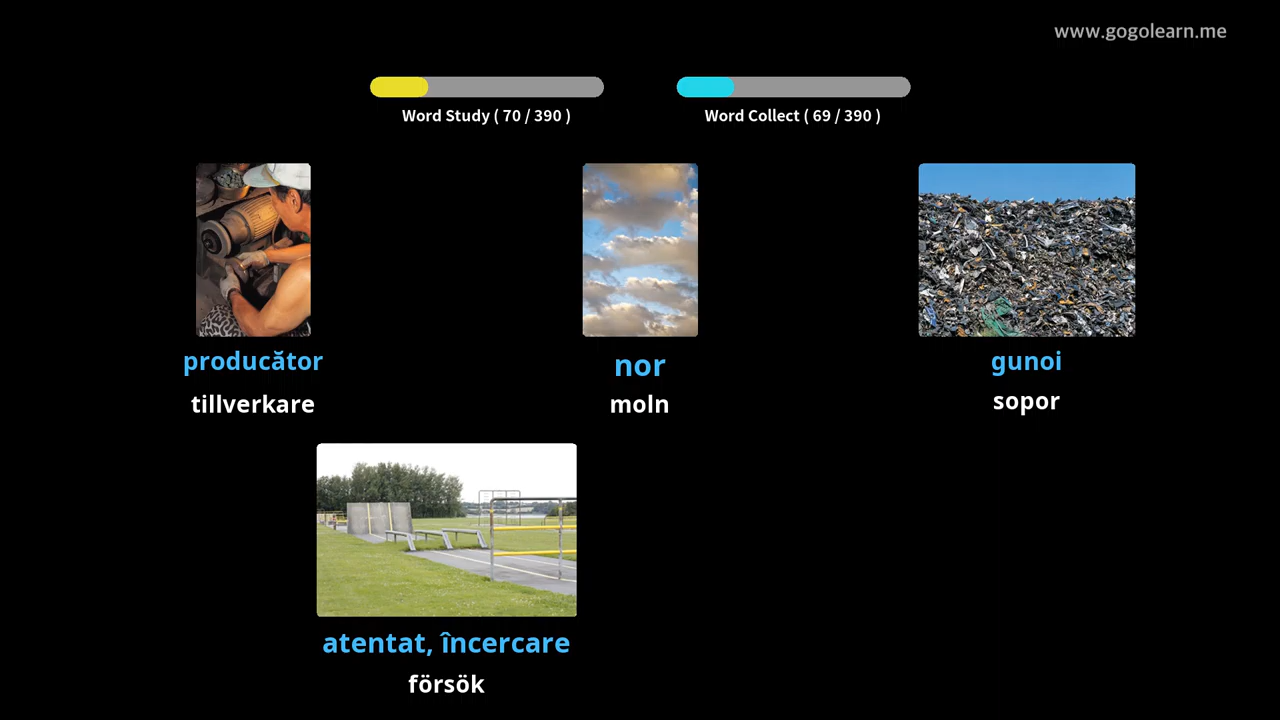 www.gogolearn.me
Word Study ( 70 / 390 )
Word Collect ( 69 / 390 )
producător
tillverkare
nor
moln
gunoi
sopor
atentat, încercare
försök